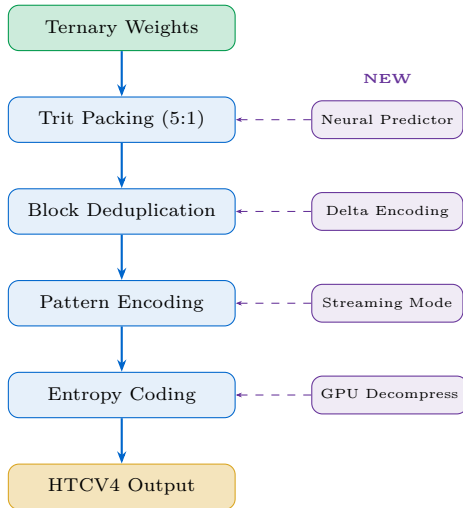 Ternary Weights
NEW
Trit Packing (5:1)
Neural Predictor
Block Deduplication
Delta Encoding
Pattern Encoding
Streaming Mode
Entropy Coding
GPU Decompress
HTCV4 Output